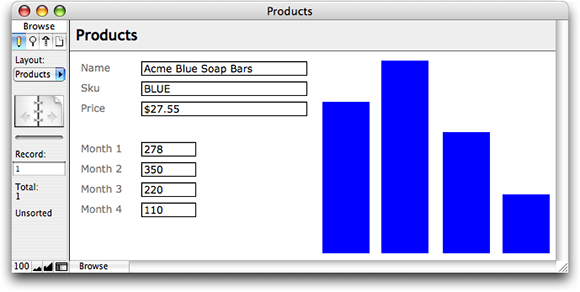 Products
Browse
Products
Layout:
Products
Name Acme Blue Soap Bars
Sku BLUE
Price $27.55
Month 1 278
Month 2 350
Month 3 220
Month 4 110
Record:
1
Total:
1
Unsorted
100 Browse